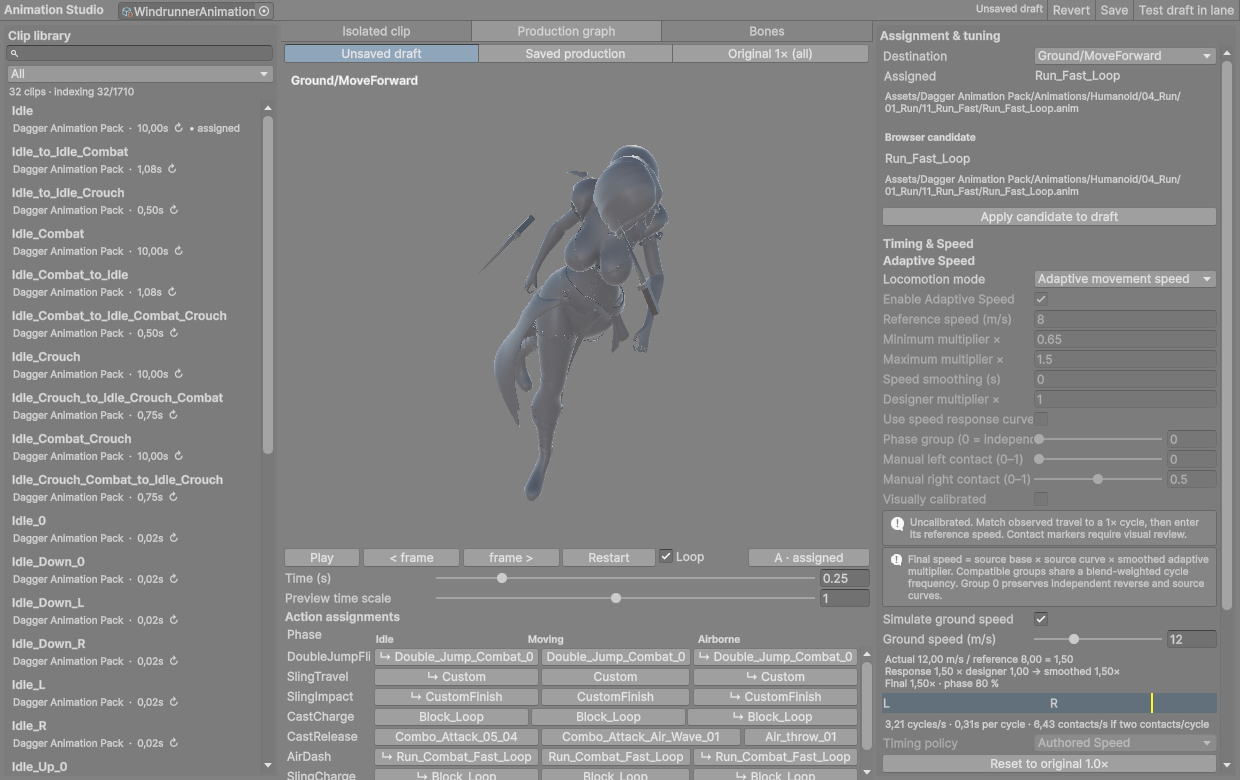 Animation Studio
WindrunnerAnimation
Unsaved draft
Revert
Save
Test draft in lane
Clip library
All
32 clips · indexing 32/1710
Idle
Dagger Animation Pack · 10,00s ↻ • assigned
Idle_to_Idle_Combat
Dagger Animation Pack · 1,08s ↻
Idle_to_Idle_Crouch
Dagger Animation Pack · 0,50s ↻
Idle_Combat
Dagger Animation Pack · 10,00s ↻
Idle_Combat_to_Idle
Dagger Animation Pack · 1,08s ↻
Idle_Combat_to_Idle_Combat_Crouch
Dagger Animation Pack · 0,50s ↻
Idle_Crouch
Dagger Animation Pack · 10,00s ↻
Idle_Crouch_to_Idle_Crouch_Combat
Dagger Animation Pack · 0,75s ↻
Idle_Combat_Crouch
Dagger Animation Pack · 10,00s ↻
Idle_Crouch_Combat_to_Idle_Crouch
Dagger Animation Pack · 0,75s ↻
Idle_0
Dagger Animation Pack · 0,02s ↻
Idle_Down_0
Dagger Animation Pack · 0,02s ↻
Idle_Down_L
Dagger Animation Pack · 0,02s ↻
Idle_Down_R
Dagger Animation Pack · 0,02s ↻
Idle_L
Dagger Animation Pack · 0,02s ↻
Idle_R
Dagger Animation Pack · 0,02s ↻
Idle_Up_0
Isolated clip
Production graph
Bones
Unsaved draft
Saved production
Original 1× (all)
Ground/MoveForward
Play
< frame
frame >
Restart
Loop
A · assigned
Time (s)
0.25
Preview time scale
1
Action assignments
Phase
Idle
Moving
Airborne
DoubleJumpFli
↪ Double_Jump_Combat_0
Double_Jump_Combat_0
↪ Double_Jump_Combat_0
SlingTravel
↪ Custom
Custom
↪ Custom
SlingImpact
↪ CustomFinish
CustomFinish
↪ CustomFinish
CastCharge
Block_Loop
Block_Loop
↪ Block_Loop
CastRelease
Combo_Attack_05_04
Combo_Attack_Air_Wave_01
Air_throw_01
AirDash
↪ Run_Combat_Fast_Loop
Run_Combat_Fast_Loop
↪ Run_Combat_Fast_Loop
SlingCharge
↪ Block_Loop
Block_Loop
↪ Block_Loop
Assignment & tuning
Destination
Ground/MoveForward
Assigned
Run_Fast_Loop
Assets/Dagger Animation Pack/Animations/Humanoid/04_Run/
01_Run/11_Run_Fast/Run_Fast_Loop.anim
Browser candidate
Run_Fast_Loop
Assets/Dagger Animation Pack/Animations/Humanoid/04_Run/
01_Run/11_Run_Fast/Run_Fast_Loop.anim
Apply candidate to draft
Timing & Speed
Adaptive Speed
Locomotion mode
Adaptive movement speed
Enable Adaptive Speed
Reference speed (m/s)
8
Minimum multiplier ×
0.65
Maximum multiplier ×
1.5
Speed smoothing (s)
0
Designer multiplier ×
1
Use speed response curve
Phase group (0 = independ
0
Manual left contact (0–1)
0
Manual right contact (0–1)
0.5
Visually calibrated
Uncalibrated. Match observed travel to a 1× cycle, then enter
its reference speed. Contact markers require visual review.
Final speed = source base × source curve × smoothed adaptive
multiplier. Compatible groups share a blend-weighted cycle
frequency. Group 0 preserves independent reverse and source
curves.
Simulate ground speed
Ground speed (m/s)
12
Actual 12,00 m/s / reference 8,00 = 1,50
Response 1,50 × designer 1,00 → smoothed 1,50×
Final 1,50× · phase 80 %
L
R
3,21 cycles/s · 0,31s per cycle · 6,43 contacts/s if two contacts/cycle
Timing policy
Authored Speed
Reset to original 1.0×